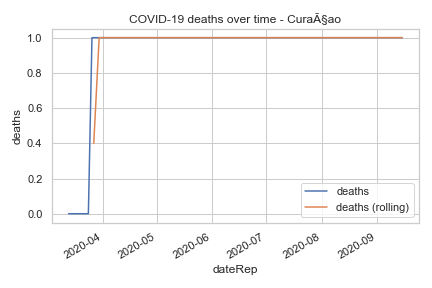 COVID-19 deaths over time - CuraÃ§ao
deaths
1.0
0.8
0.6
0.4
0.2
0.0
deaths
deaths (rolling)
2020-04
2020-05
2020-06
2020-07
2020-08
2020-09
dateRep